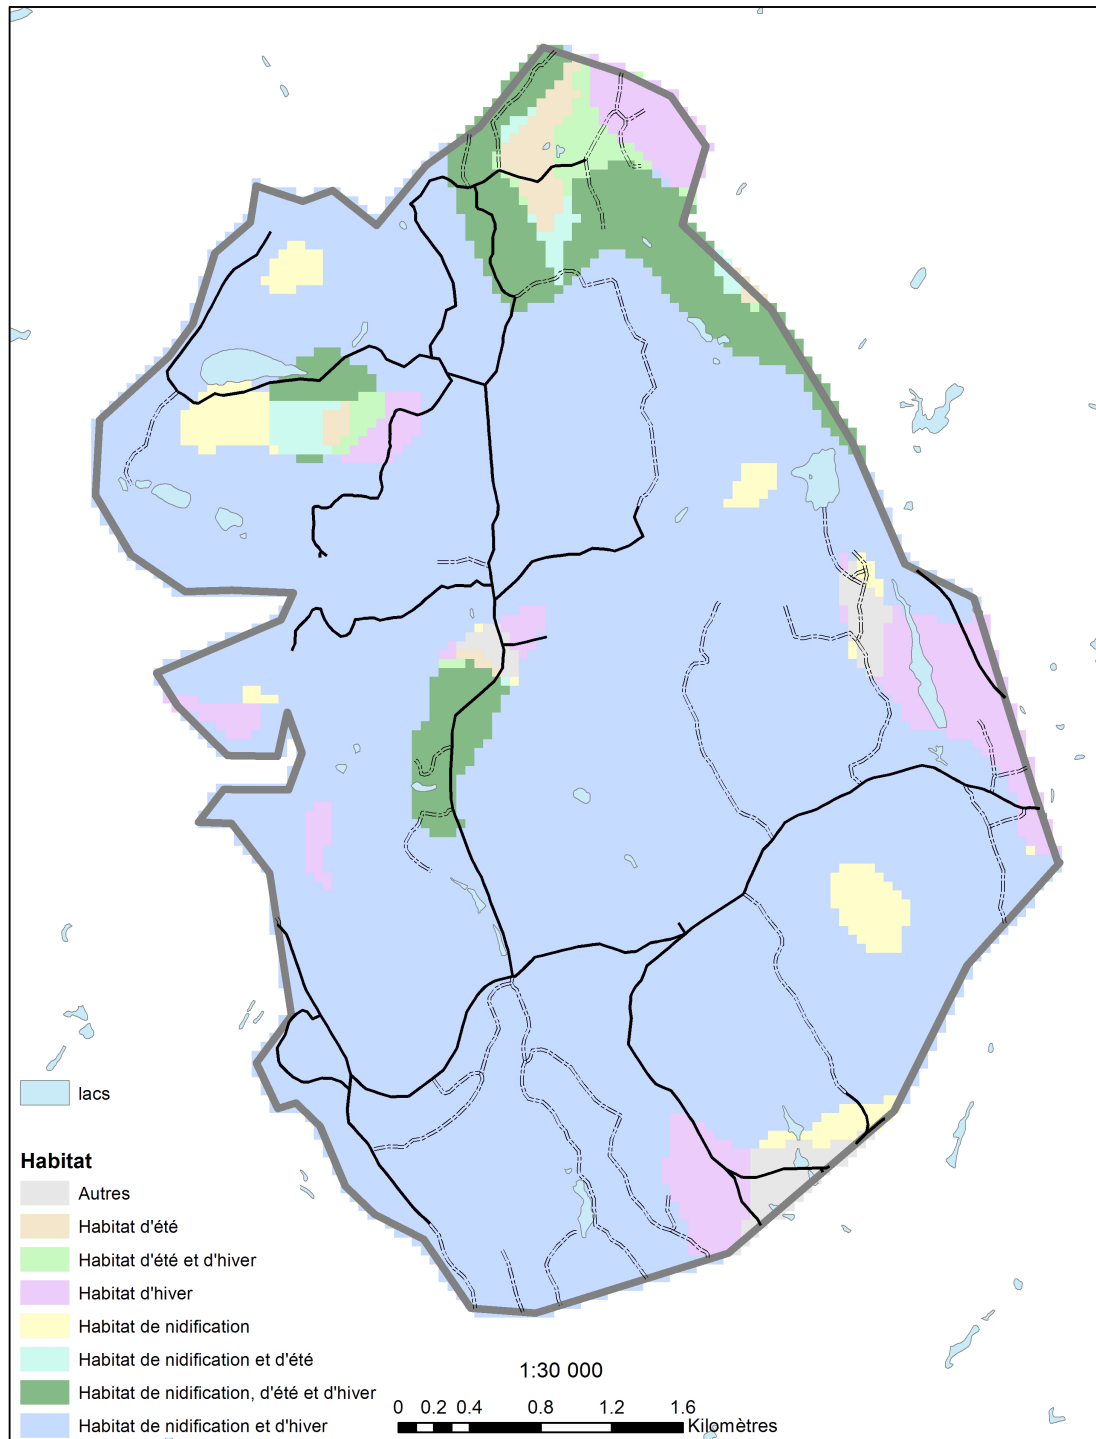 lacs
Habitat
Autres
Habitat d'été
Habitat d'été et d'hiver
Habitat d'hiver
Habitat de nidification
Habitat de nidification et d'été
Habitat de nidification, d'été et d'hiver
Habitat de nidification et d'hiver
1:30 000
0 0.2 0.4 0.8 1.2 1.6
Kilomètres